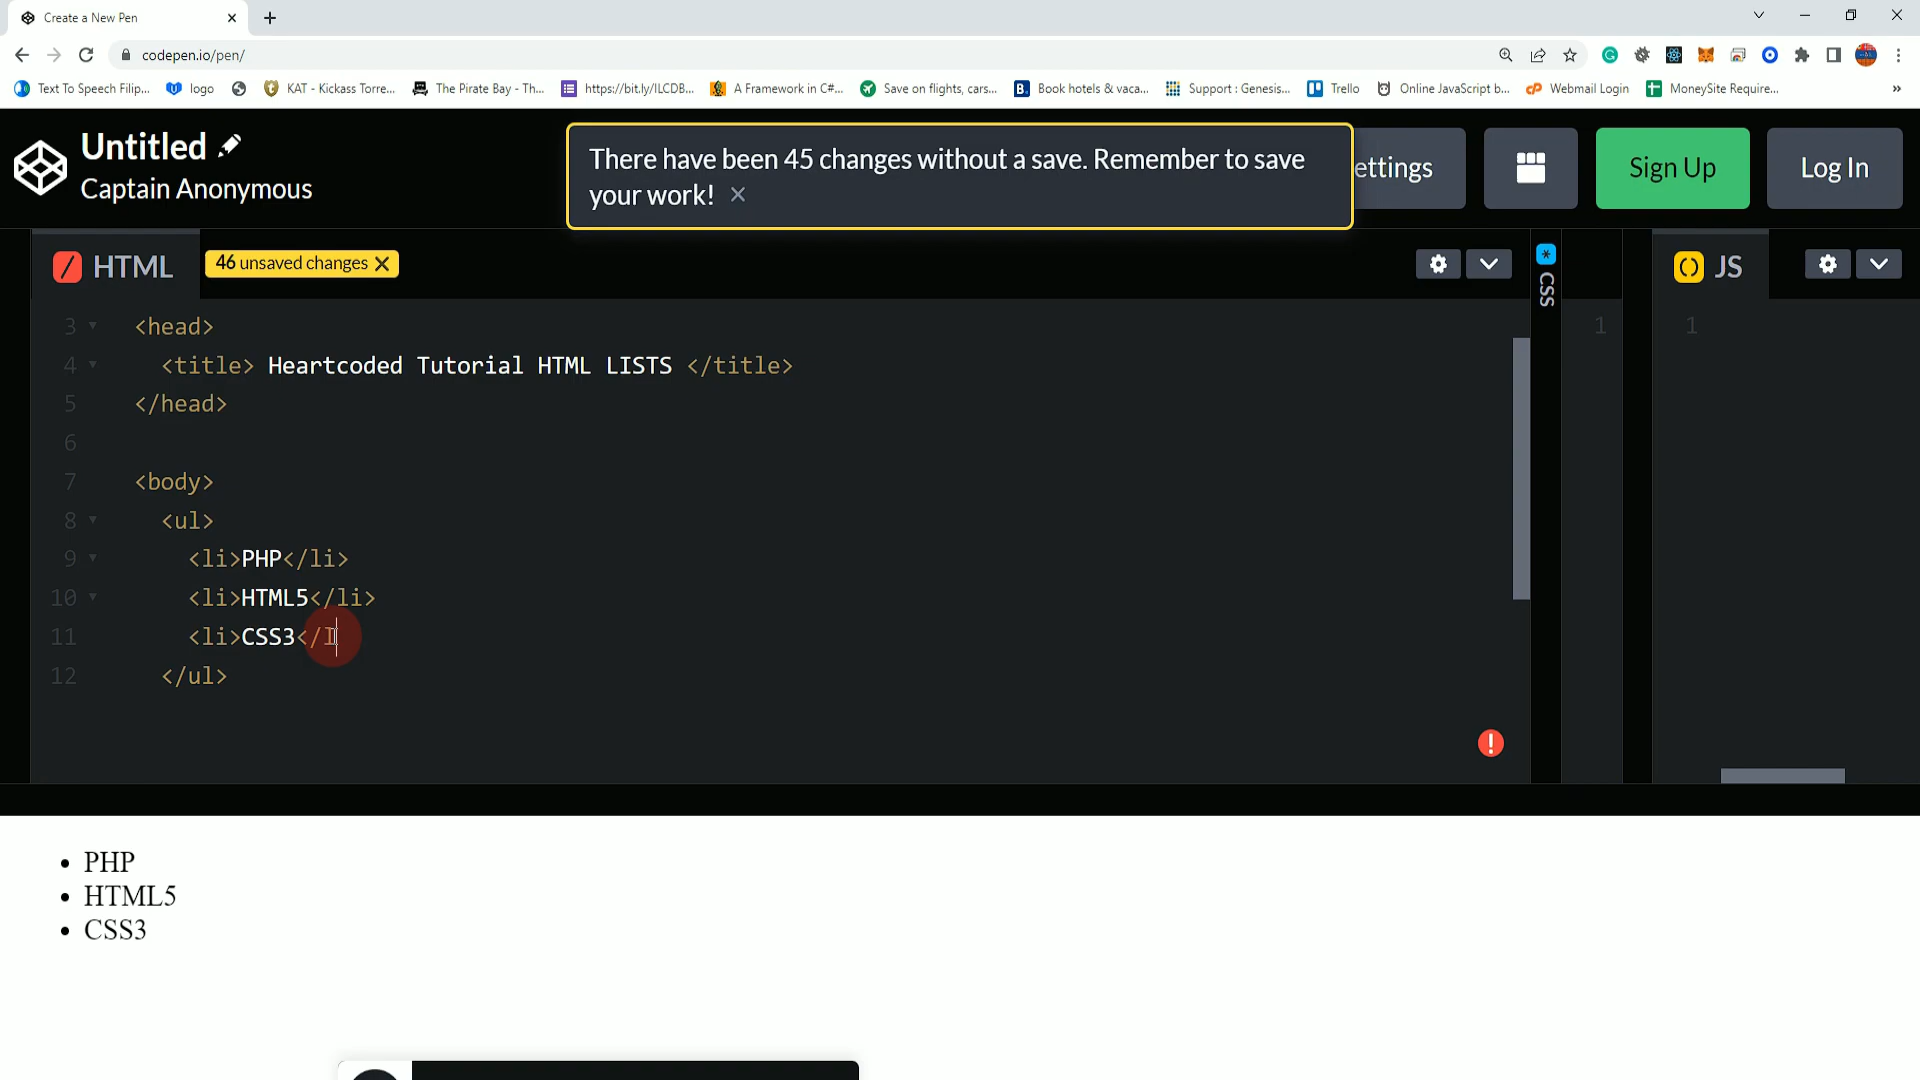 Create a New Pen
codepen.io/pen/
Text To Speech Filip... logo KAT - Kickass Torre... The Pirate Bay - Th... https://bit.ly/ILCDB... A Framework in C#... Save on flights, cars... Book hotels & vaca... Support : Genesis... Trello Online JavaScript b... Webmail Login MoneySite Require... »
Untitled
Captain Anonymous
There have been 45 changes without a save. Remember to save
your work! ×
ettings
Sign Up
Log In
HTML
46 unsaved changes ×
CSS
JS
3 <head>
4 <title> Heartcoded Tutorial HTML LISTS </title>
5 </head>
6
7 <body>
8 <ul>
9 <li>PHP</li>
10 <li>HTML5</li>
11 <li>CSS3</l
12 </ul>
1
1
• PHP
• HTML5
• CSS3